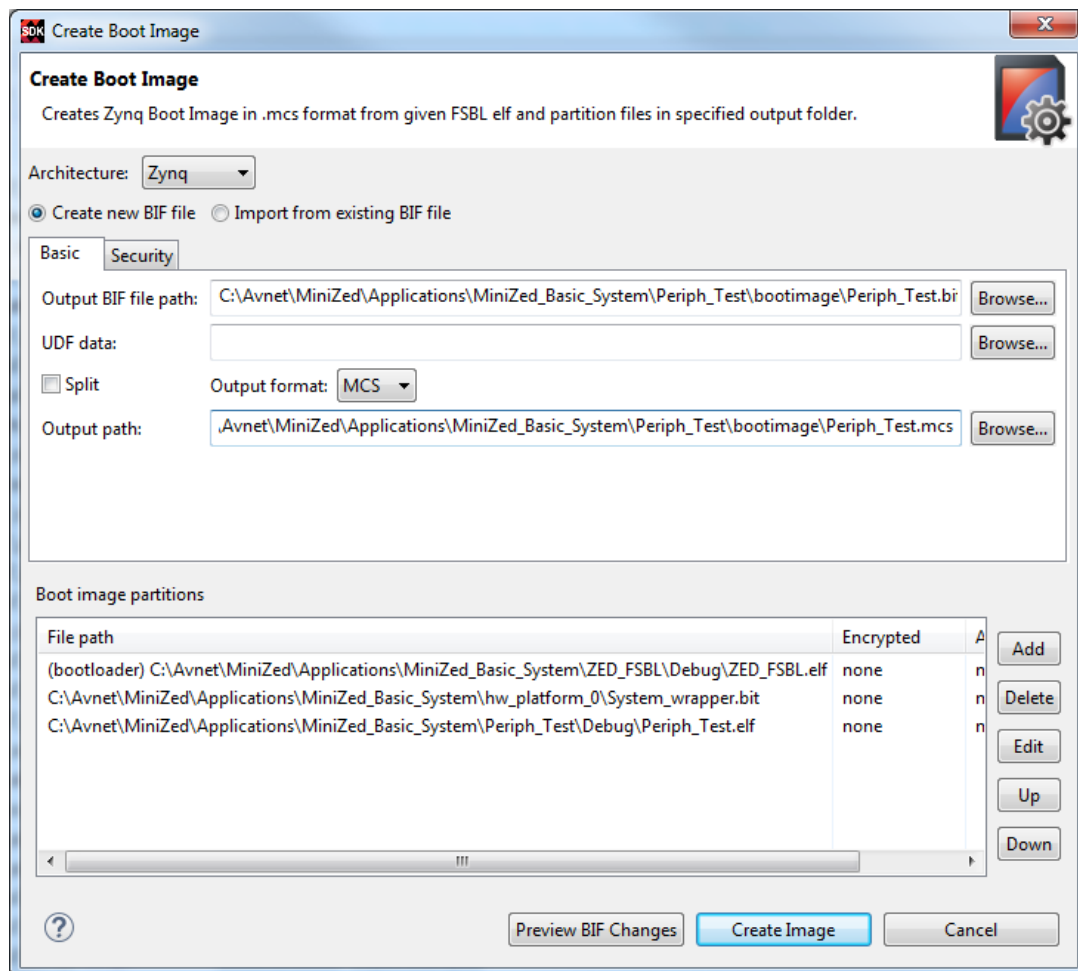 SDK Create Boot Image
Create Boot Image
Creates Zynq Boot Image in .mcs format from given FSBL elf and partition files in specified output folder.
Architecture: Zynq
Create new BIF file Import from existing BIF file
Basic Security
Output BIF file path: C:\Avnet\MiniZed\Applications\MiniZed_Basic_System\Periph_Test\bootimage\Periph_Test.bi Browse...
UDF data: Browse...
Split Output format: MCS
Output path: Avnet\MiniZed\Applications\MiniZed_Basic_System\Periph_Test\bootimage\Periph_Test.mcs Browse...
Boot image partitions
File path Encrypted A Add
(bootloader) C:\Avnet\MiniZed\Applications\MiniZed_Basic_System\ZED_FSBL\Debug\ZED_FSBL.elf none n
C:\Avnet\MiniZed\Applications\MiniZed_Basic_System\hw_platform_0\System_wrapper.bit none n Delete
C:\Avnet\MiniZed\Applications\MiniZed_Basic_System\Periph_Test\Debug\Periph_Test.elf none n
Edit
Up
Down
? Preview BIF Changes Create Image Cancel